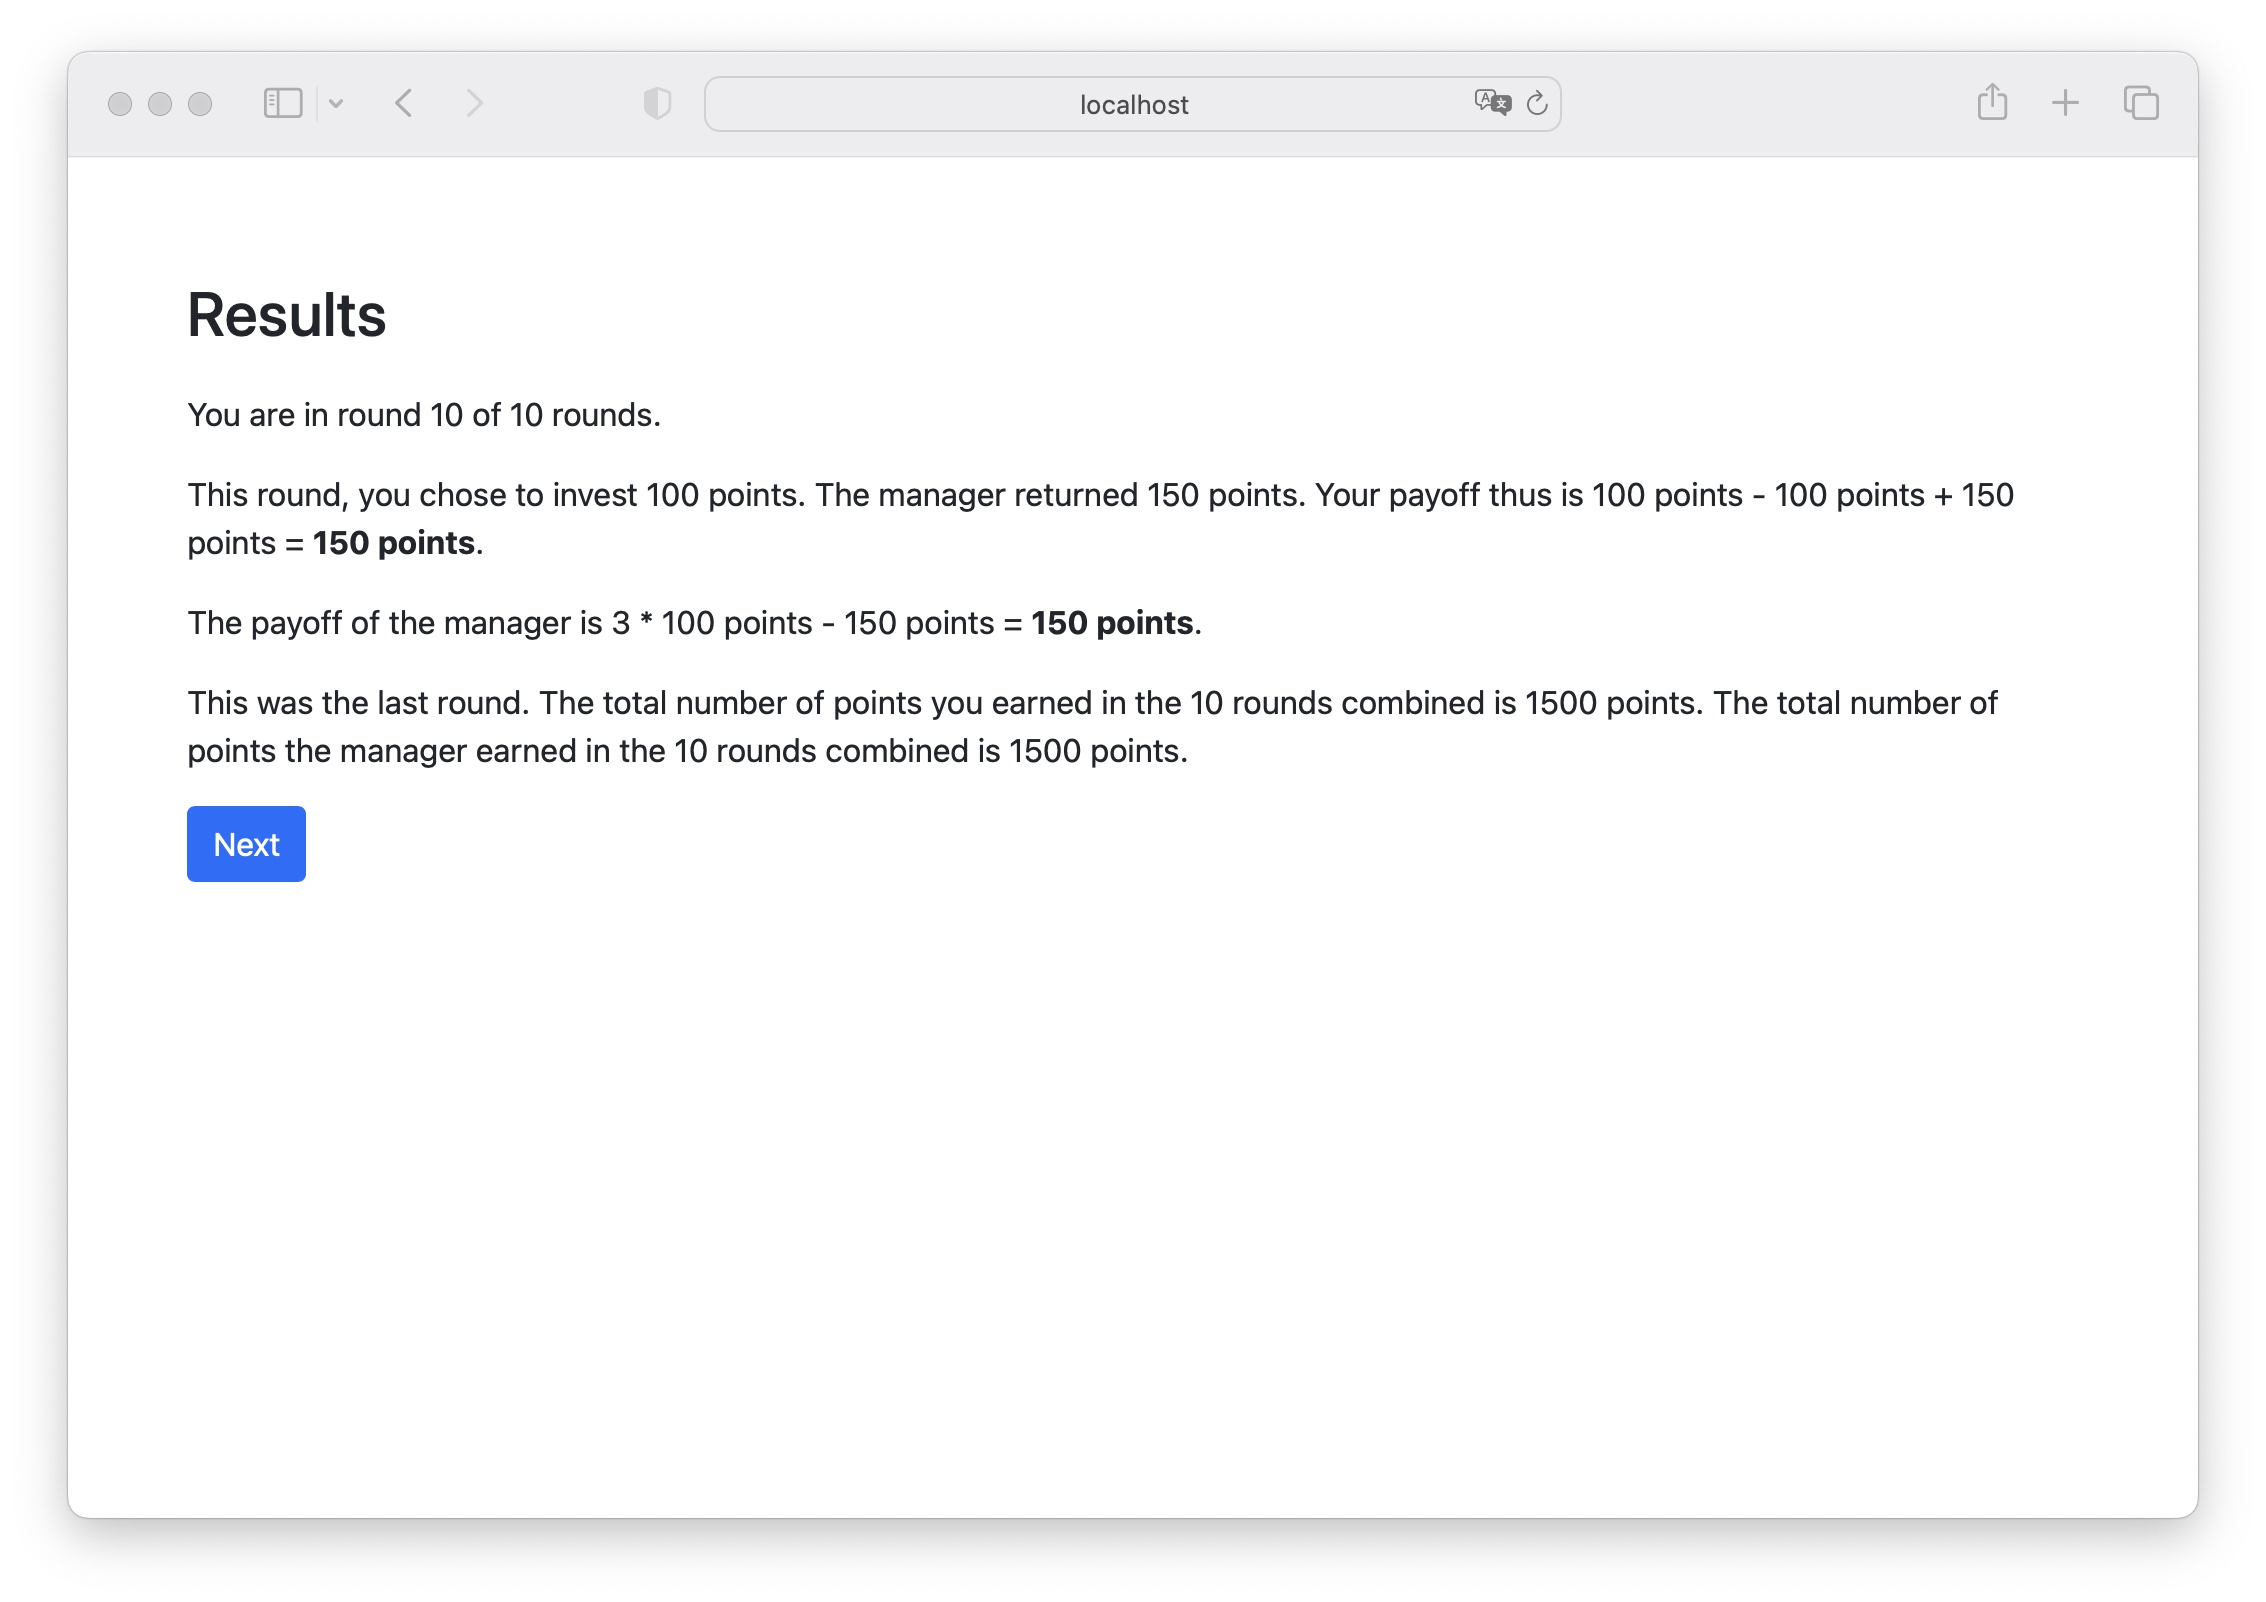 localhost
Results
You are in round 10 of 10 rounds.
This round, you chose to invest 100 points. The manager returned 150 points. Your payoff thus is 100 points - 100 points + 150
points = 150 points.
The payoff of the manager is 3 * 100 points - 150 points = 150 points.
This was the last round. The total number of points you earned in the 10 rounds combined is 1500 points. The total number of
points the manager earned in the 10 rounds combined is 1500 points.
Next